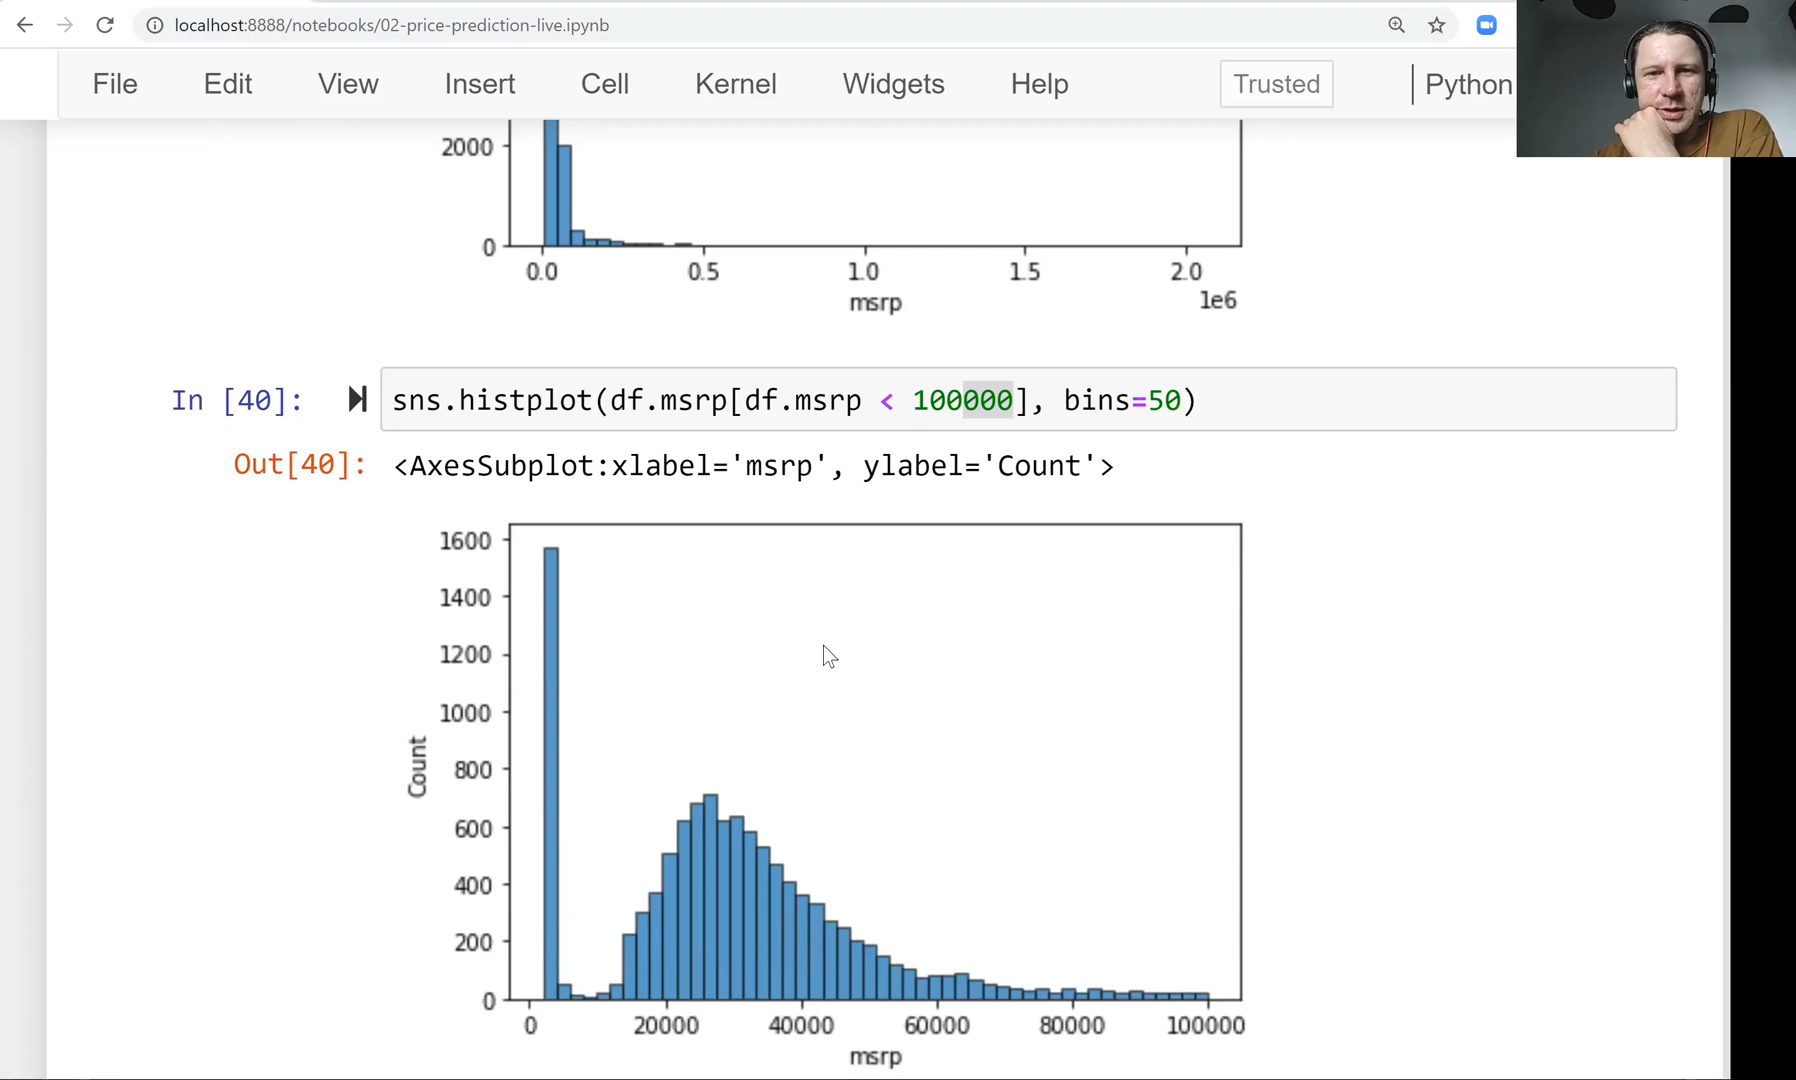 localhost:8888/notebooks/02-price-prediction-live.ipynb
File Edit View Insert Cell Kernel Widgets Help Trusted Python
2000
0
0.0 0.5 1.0 1.5 2.0
1e6
msrp
In [40]: sns.histplot(df.msrp[df.msrp < 100000], bins=50)
Out[40]: <AxesSubplot:xlabel='msrp', ylabel='Count'>
1600
1400
1200
1000
800
600
400
200
0
Count
0 20000 40000 60000 80000 100000
msrp